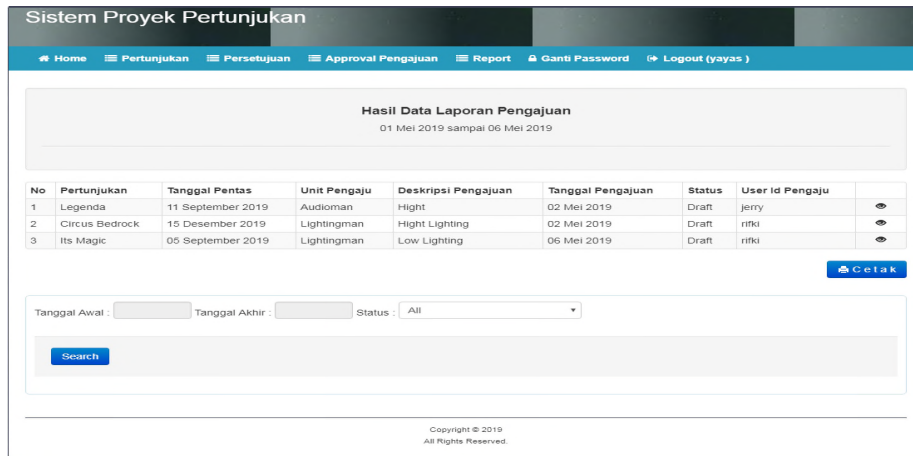 Sistem Proyek Pertunjukan
Home Pertunjukan Persetujuan Approval Pengajuan Report Ganti Password Logout (yayas )
Hasil Data Laporan Pengajuan
01 Mei 2019 sampai 06 Mei 2019
No Pertunjukan Tanggal Pentas Unit Pengaju Deskripsi Pengajuan Tanggal Pengajuan Status User Id Pengaju
1 Legenda 11 September 2019 Audioman Hight 02 Mei 2019 Draft jerry
2 Circus Bedrock 15 Desember 2019 Lightingman Hight Lighting 02 Mei 2019 Draft rifki
3 Its Magic 05 September 2019 Lightingman Low Lighting 06 Mei 2019 Draft rifki
Cetak
Tanggal Awal : Tanggal Akhir : Status : All
Search
Copyright © 2019
All Rights Reserved.